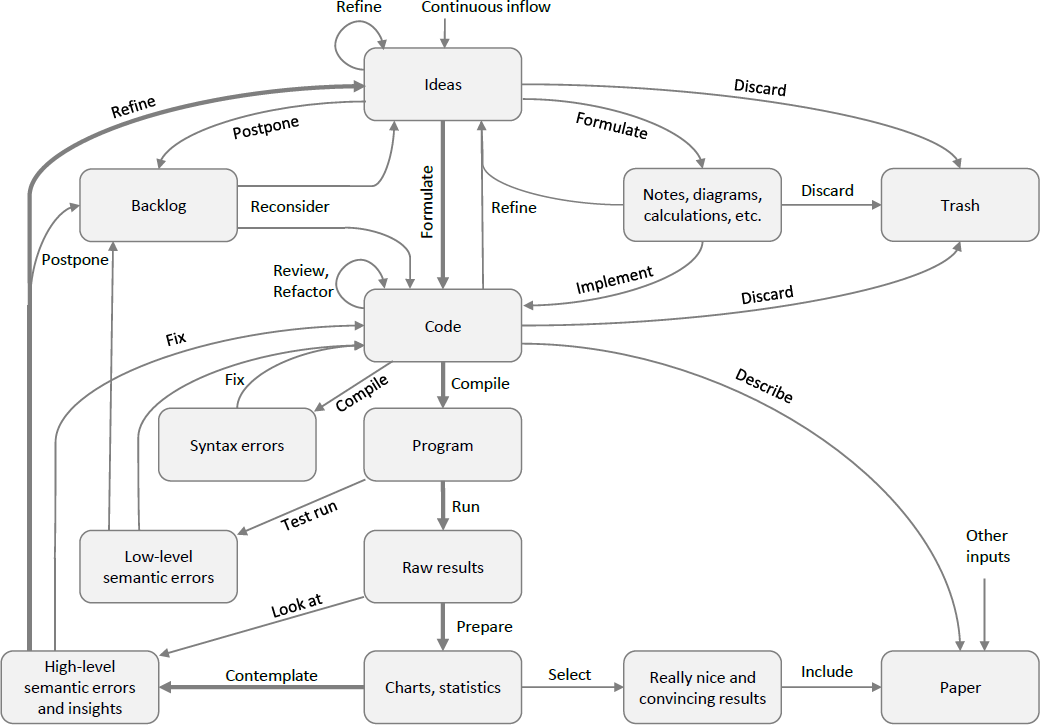 Refine
Continuous inflow
Ideas
Refine
Postpone
Formulate
Discard
Formulate
Backlog
Reconsider
Refine
Notes, diagrams,
calculations, etc.
Discard
Trash
Postpone
Review,
Refactor
Implement
Discard
Code
Fix
Fix
Compile
Compile
Describe
Syntax errors
Program
Test run
Run
Low-level
semantic errors
Raw results
Other
inputs
Look at
Prepare
High-level
semantic errors
and insights
Contemplate
Charts, statistics
Select
Really nice and
convincing results
Include
Paper